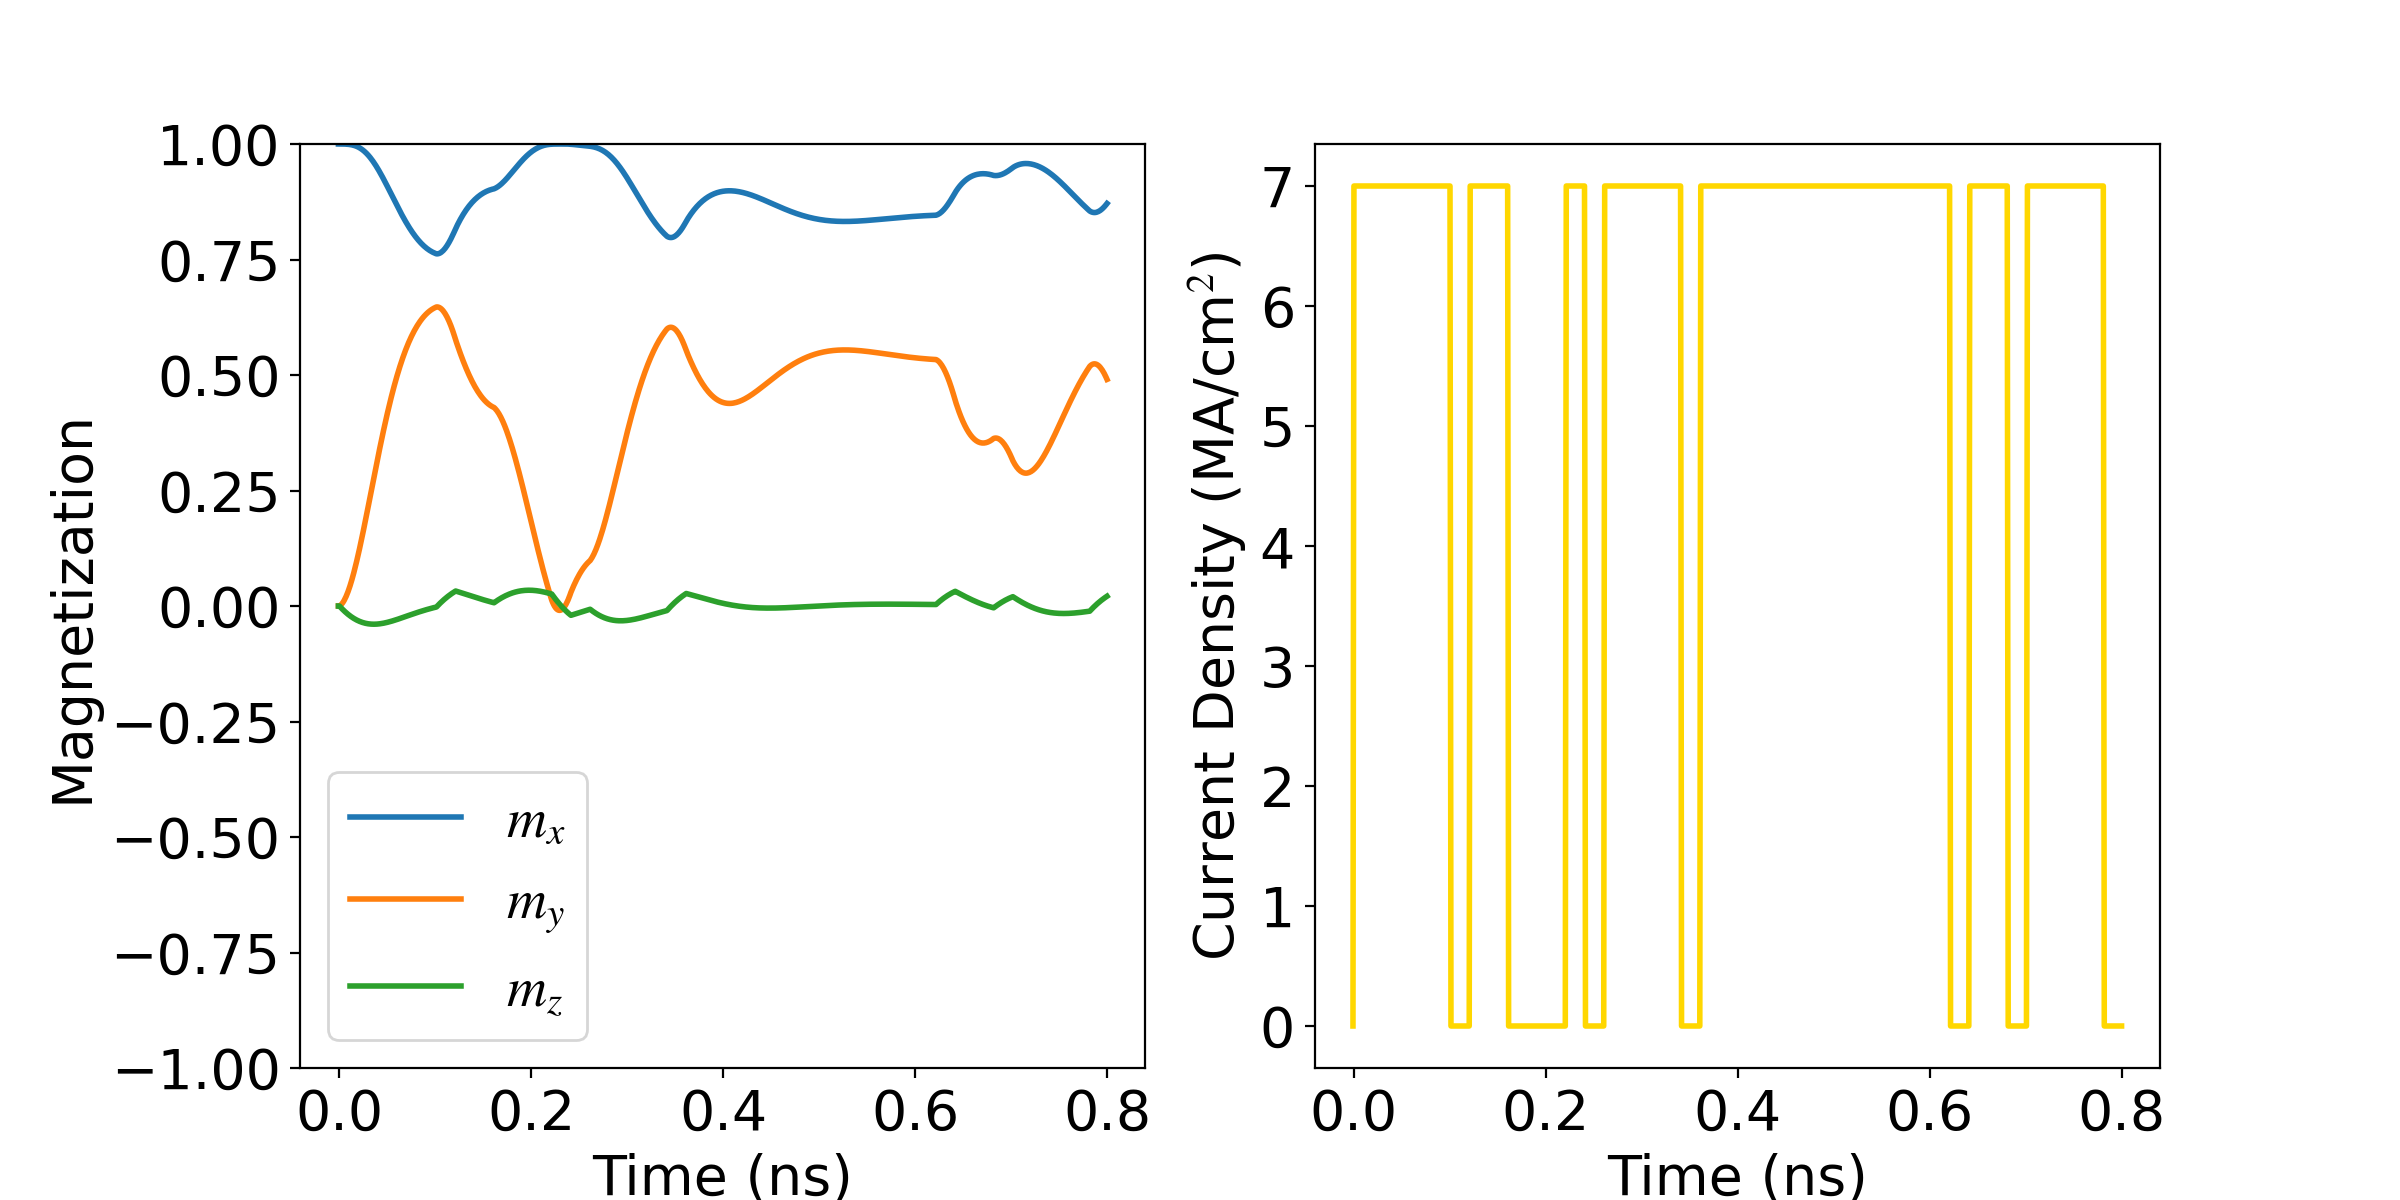 1.00
0.75
0.50
0.25
0.00
−0.25
−0.50
−0.75
−1.00
Magnetization
m_x
m_y
m_z
0.0 0.2 0.4 0.6 0.8
Time (ns)
7
6
5
4
3
2
1
0
Current Density (MA/cm²)
0.0 0.2 0.4 0.6 0.8
Time (ns)